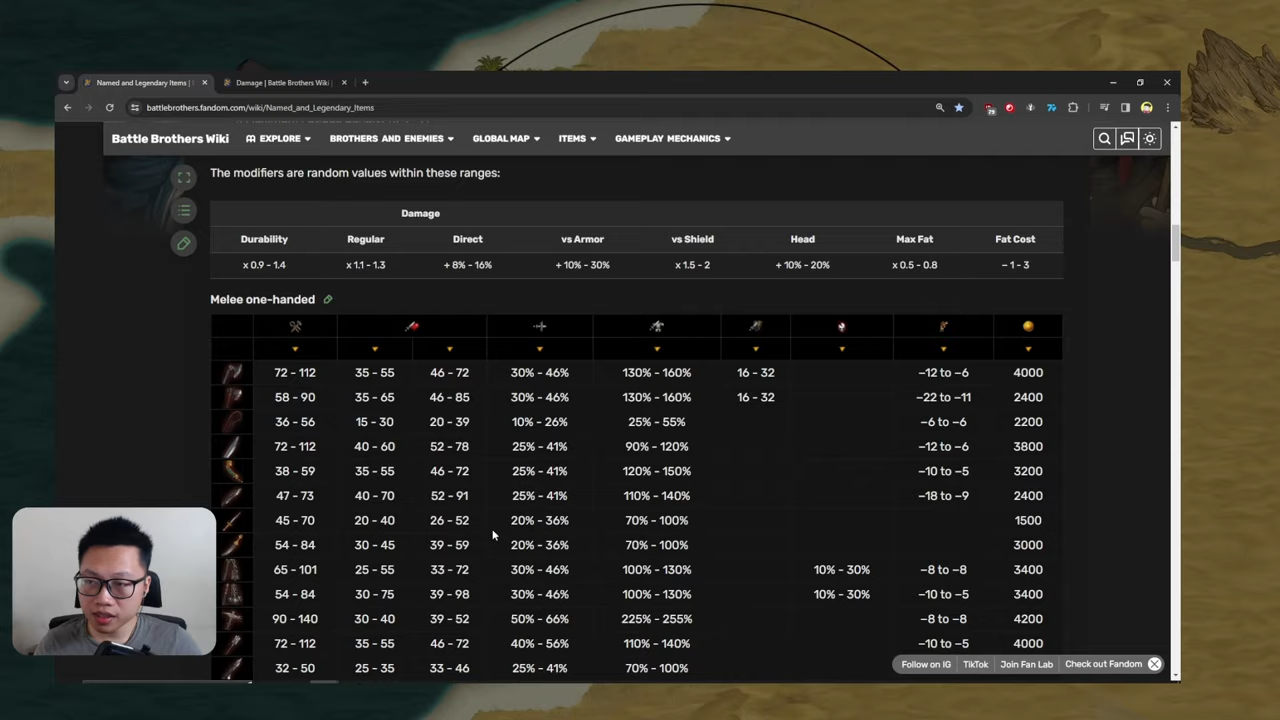 Named and Legendary Items |
Damage | Battle Brothers Wiki |
battlebrothers.fandom.com/wiki/Named_and_Legendary_Items
Battle Brothers Wiki EXPLORE BROTHERS AND ENEMIES GLOBAL MAP ITEMS GAMEPLAY MECHANICS
The modifiers are random values within these ranges:
Damage
Durability Regular Direct vs Armor vs Shield Head Max Fat Fat Cost
x 0.9 - 1.4 x 1.1 - 1.3 + 8% - 16% + 10% - 30% x 1.5 - 2 + 10% - 20% x 0.5 - 0.8 − 1 - 3
Melee one-handed
72 - 112 35 - 55 46 - 72 30% - 46% 130% - 160% 16 - 32 −12 to −6 4000
58 - 90 35 - 65 46 - 85 30% - 46% 130% - 160% 16 - 32 −22 to −11 2400
36 - 56 15 - 30 20 - 39 10% - 26% 25% - 55% −6 to −6 2200
72 - 112 40 - 60 52 - 78 25% - 41% 90% - 120% −12 to −6 3800
38 - 59 35 - 55 46 - 72 25% - 41% 120% - 150% −10 to −5 3200
47 - 73 40 - 70 52 - 91 25% - 41% 110% - 140% −18 to −9 2400
45 - 70 20 - 40 26 - 52 20% - 36% 70% - 100% 1500
54 - 84 30 - 45 39 - 59 20% - 36% 70% - 100% 3000
65 - 101 25 - 55 33 - 72 30% - 46% 100% - 130% 10% - 30% −8 to −8 3400
54 - 84 30 - 75 39 - 98 30% - 46% 100% - 130% 10% - 30% −10 to −5 3400
90 - 140 30 - 40 39 - 52 50% - 66% 225% - 255% −8 to −8 4200
72 - 112 35 - 55 46 - 72 40% - 56% 110% - 140% −10 to −5 4000
32 - 50 25 - 35 33 - 46 25% - 41% 70% - 100%
Follow on IG TikTok Join Fan Lab Check out Fandom